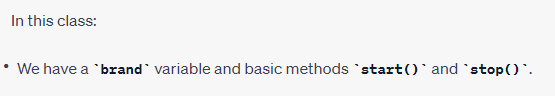 In this class:
• We have a `brand` variable and basic methods `start()` and `stop()`.